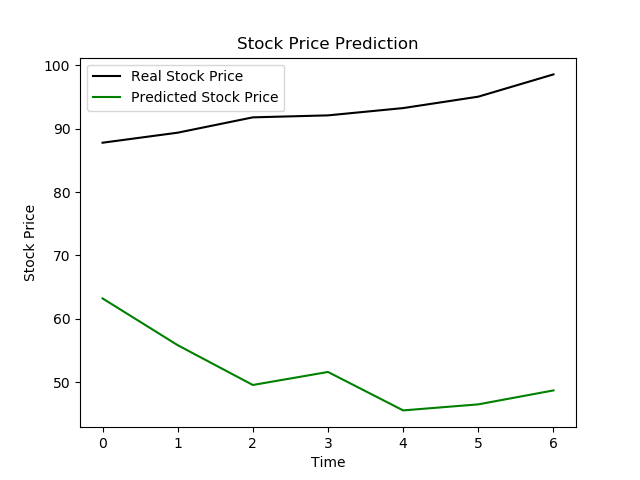 Stock Price Prediction
Real Stock Price
Predicted Stock Price
Stock Price
100
90
80
70
60
50
0 1 2 3 4 5 6
Time